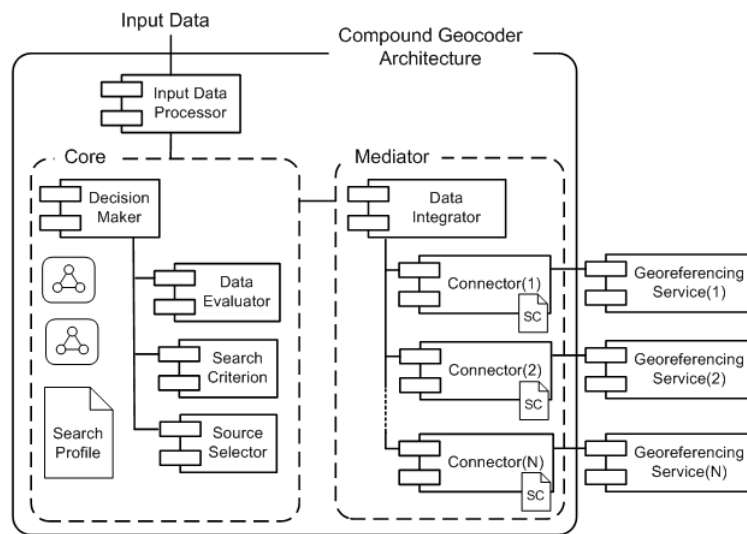 Input Data
Compound Geocoder
Architecture
Input Data
Processor
Core
Mediator
Decision
Maker
Data
Integrator
Data
Evaluator
Connector(1)
SC
Georeferencing
Service(1)
Search
Criterion
Connector(2)
SC
Georeferencing
Service(2)
Search
Profile
Source
Selector
Connector(N)
SC
Georeferencing
Service(N)